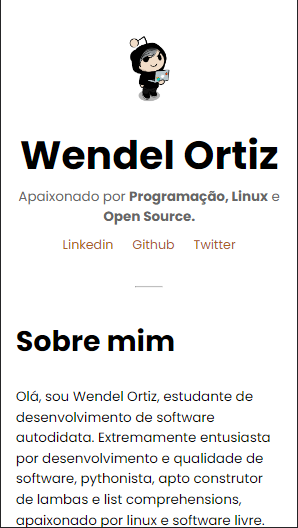 Wendel Ortiz
Apaixonado por Programação, Linux e
Open Source.
Linkedin Github Twitter
Sobre mim
Olá, sou Wendel Ortiz, estudante de
desenvolvimento de software
autodidata. Extremamente entusiasta
por desenvolvimento e qualidade de
software, pythonista, apto construtor
de lambas e list comprehensions,
apaixonado por linux e software livre.